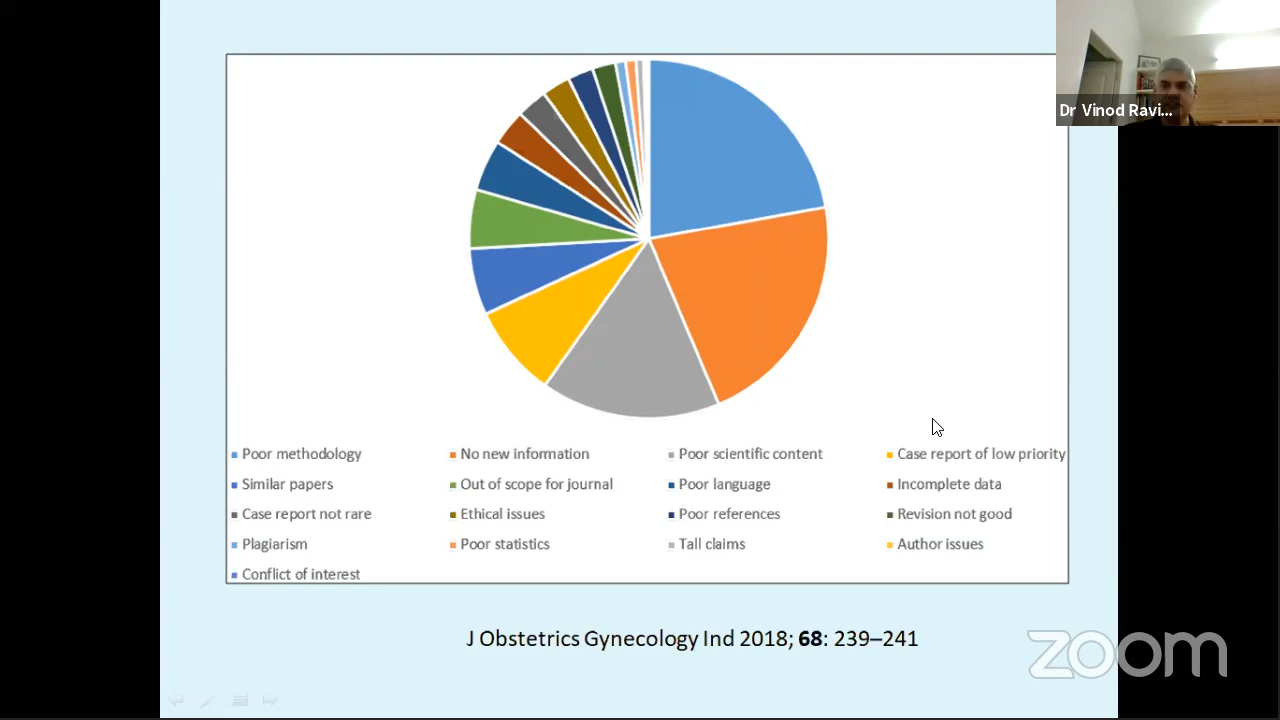 Dr Vinod Ravi...
Poor methodology
No new information
Poor scientific content
Case report of low priority
Similar papers
Out of scope for journal
Poor language
Incomplete data
Case report not rare
Ethical issues
Poor references
Revision not good
Plagiarism
Poor statistics
Tall claims
Author issues
Conflict of interest
J Obstetrics Gynecology Ind 2018; 68: 239–241
zoom